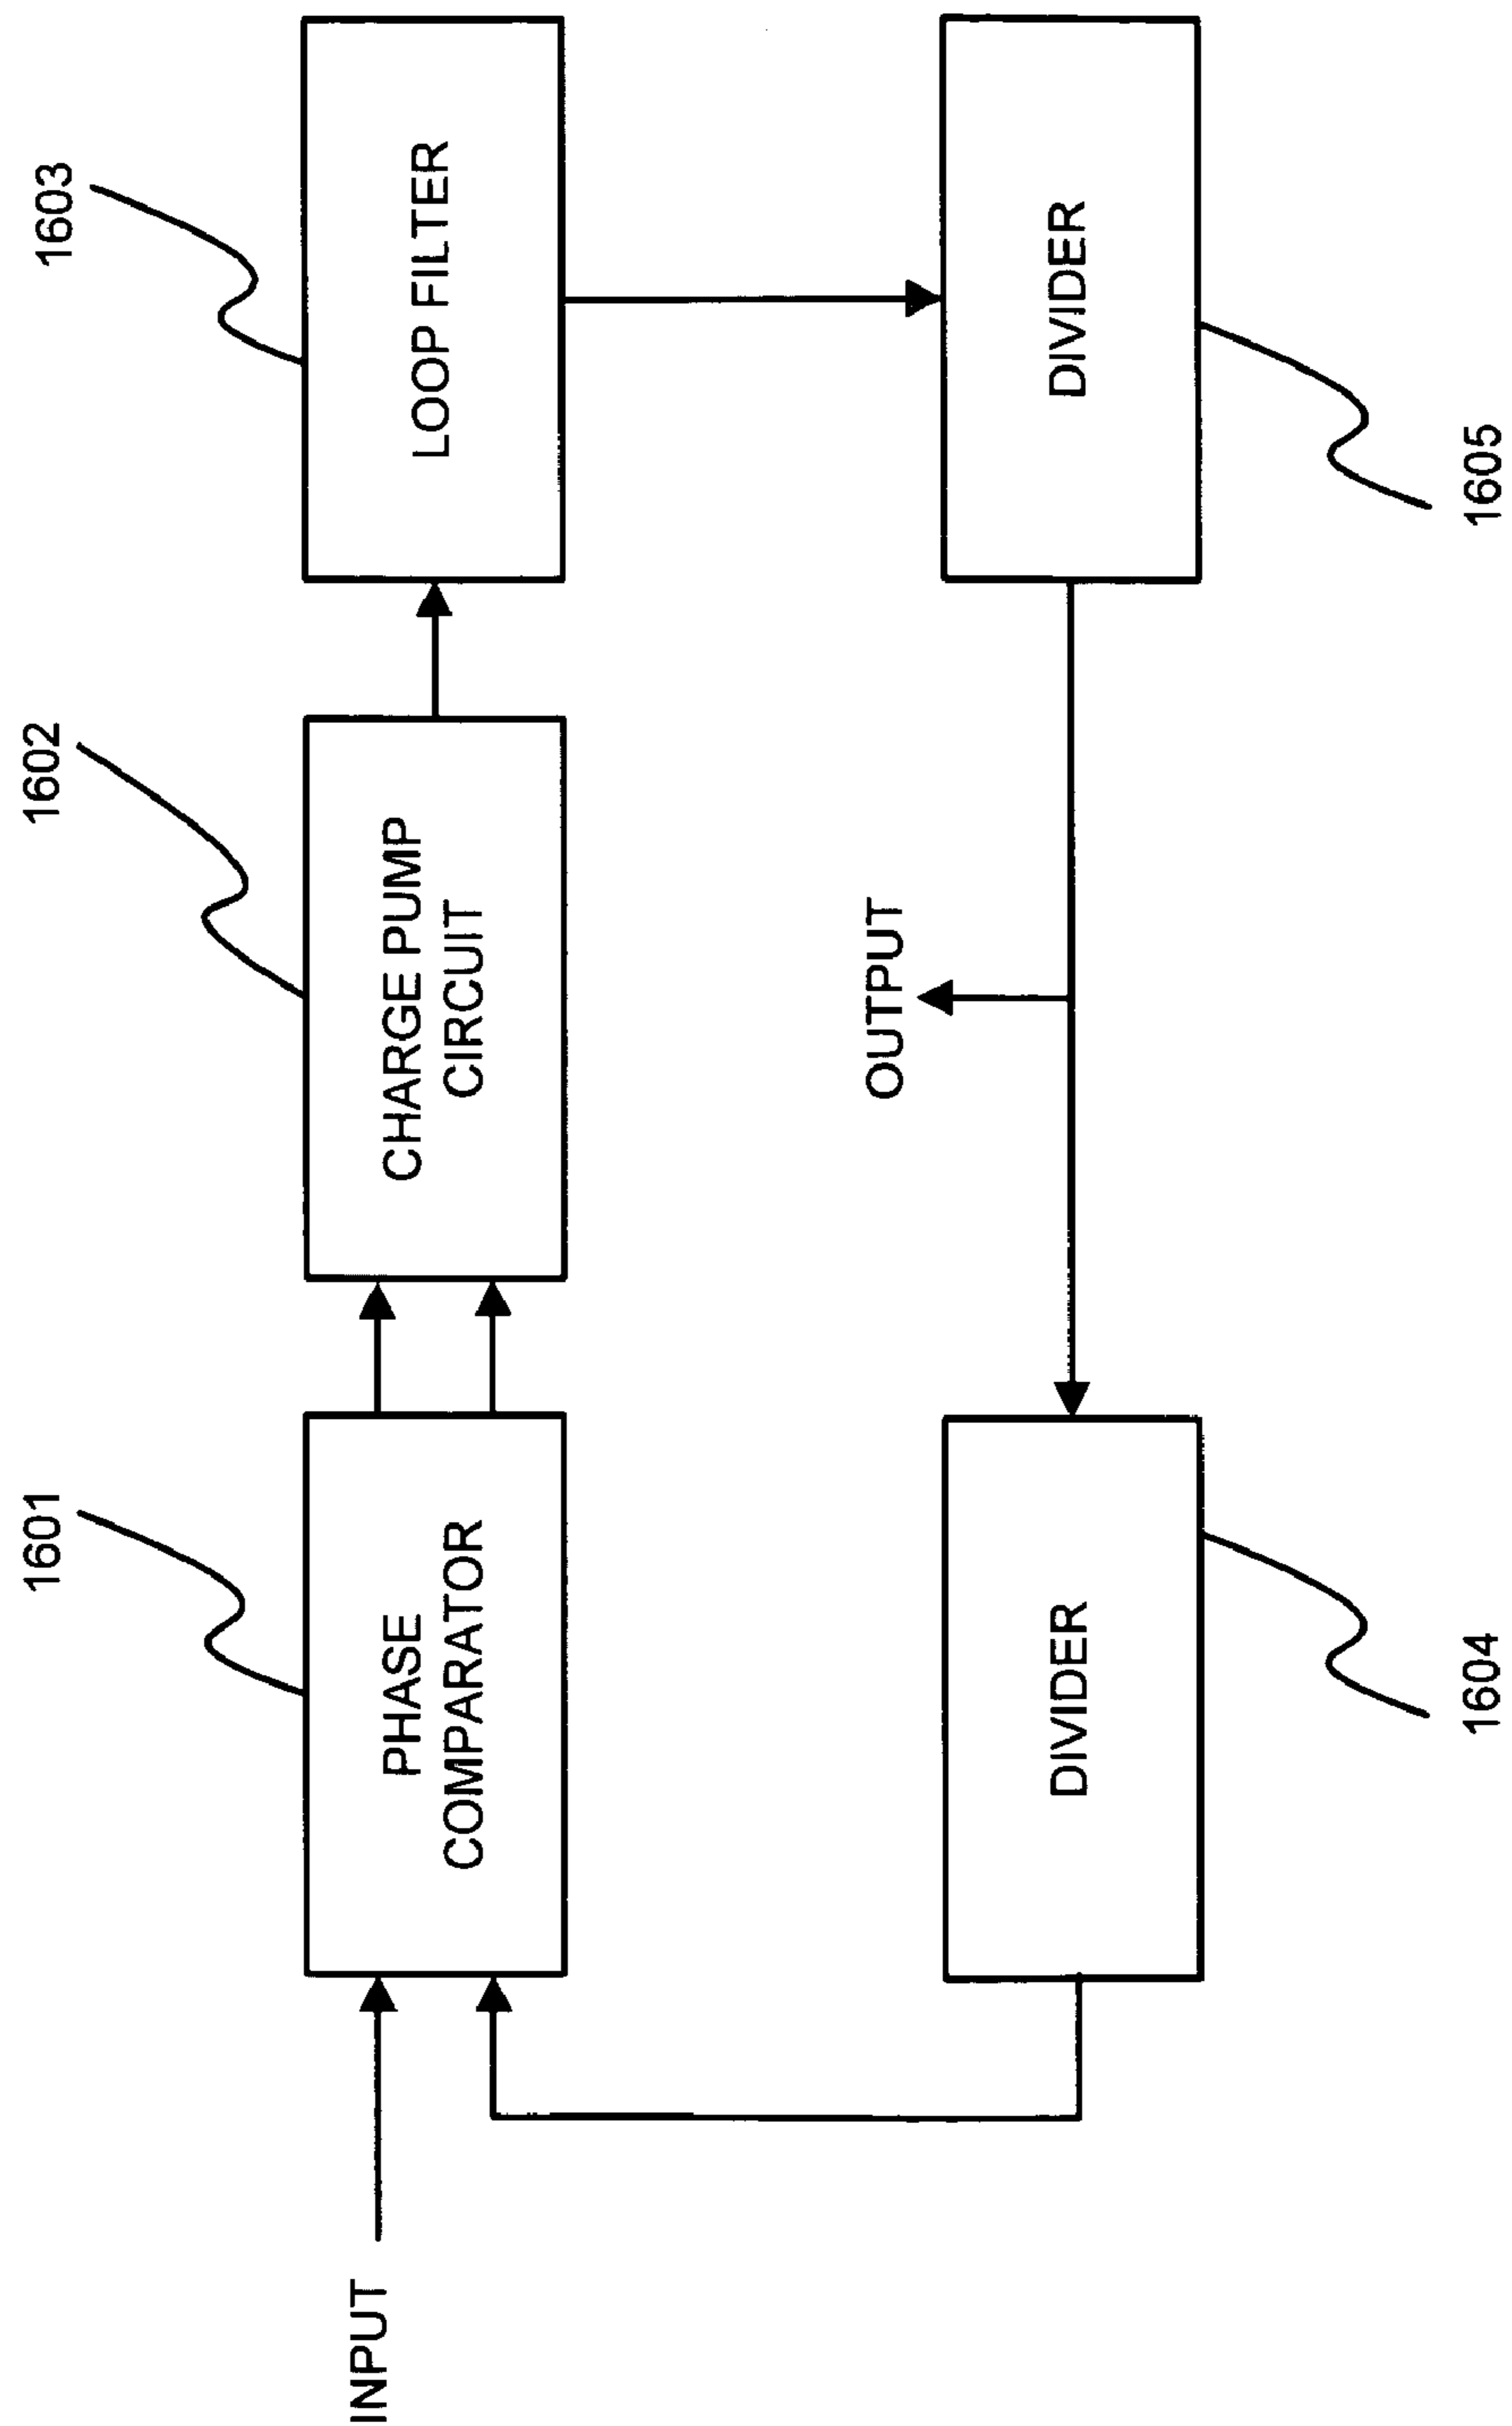 1601
1602
1603
INPUT
PHASE
COMPARATOR
CHARGE PUMP
CIRCUIT
LOOP FILTER
OUTPUT
DIVIDER
DIVIDER
1604
1605